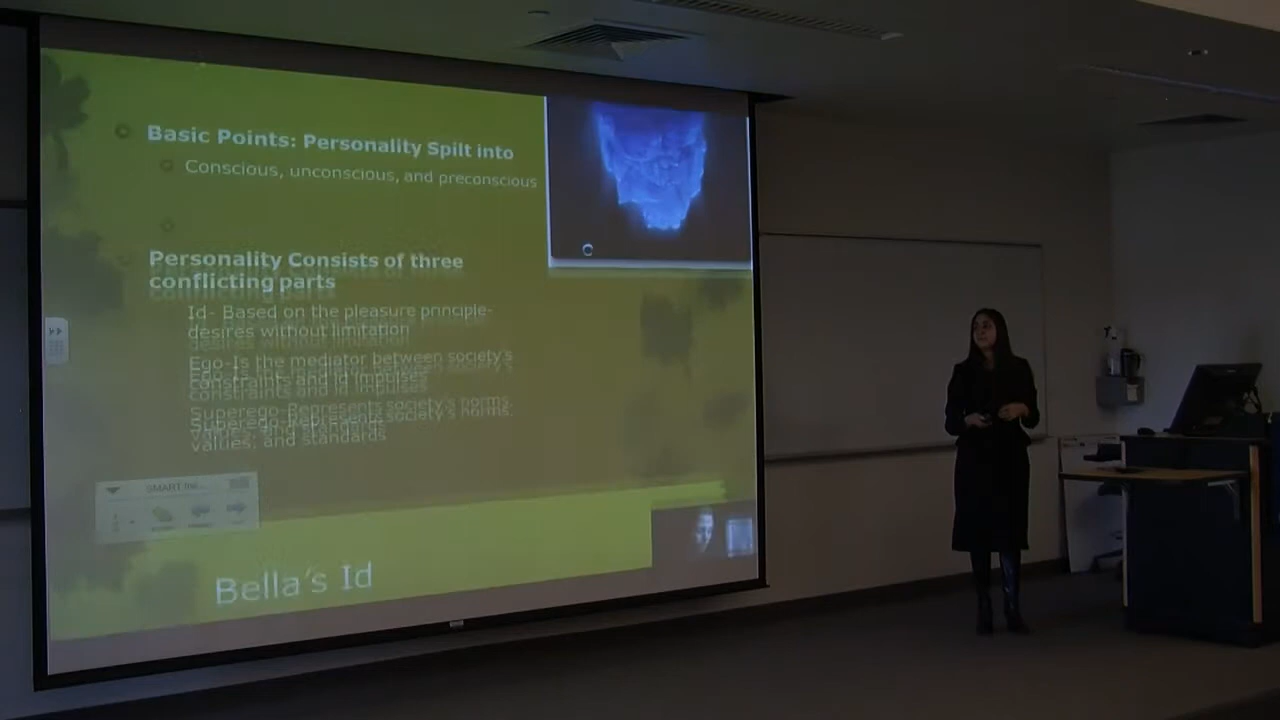 Basic Points: Personality Spilt into
Conscious, unconscious, and preconscious
Personality Consists of three
conflicting parts
Id- Based on the pleasure principle-
desires without limitation
Ego-Is the mediator between society's
constraints and id impulses
Superego-Represents society's norms,
values, and standards
SMART
Bella's Id